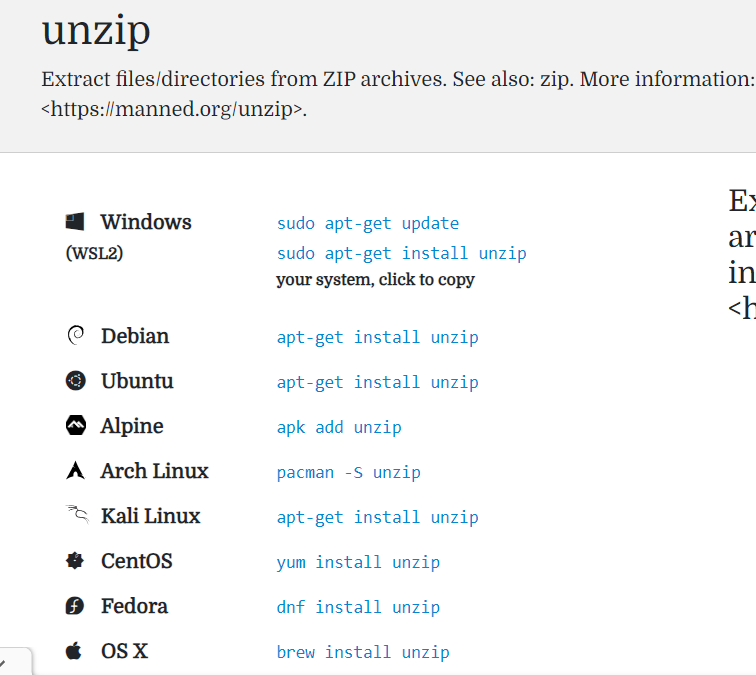 unzip
Extract files/directories from ZIP archives. See also: zip. More information:
<https://manned.org/unzip>.
Windows sudo apt-get update
(WSL2) sudo apt-get install unzip
your system, click to copy
Debian apt-get install unzip
Ubuntu apt-get install unzip
Alpine apk add unzip
Arch Linux pacman -S unzip
Kali Linux apt-get install unzip
CentOS yum install unzip
Fedora dnf install unzip
OS X brew install unzip